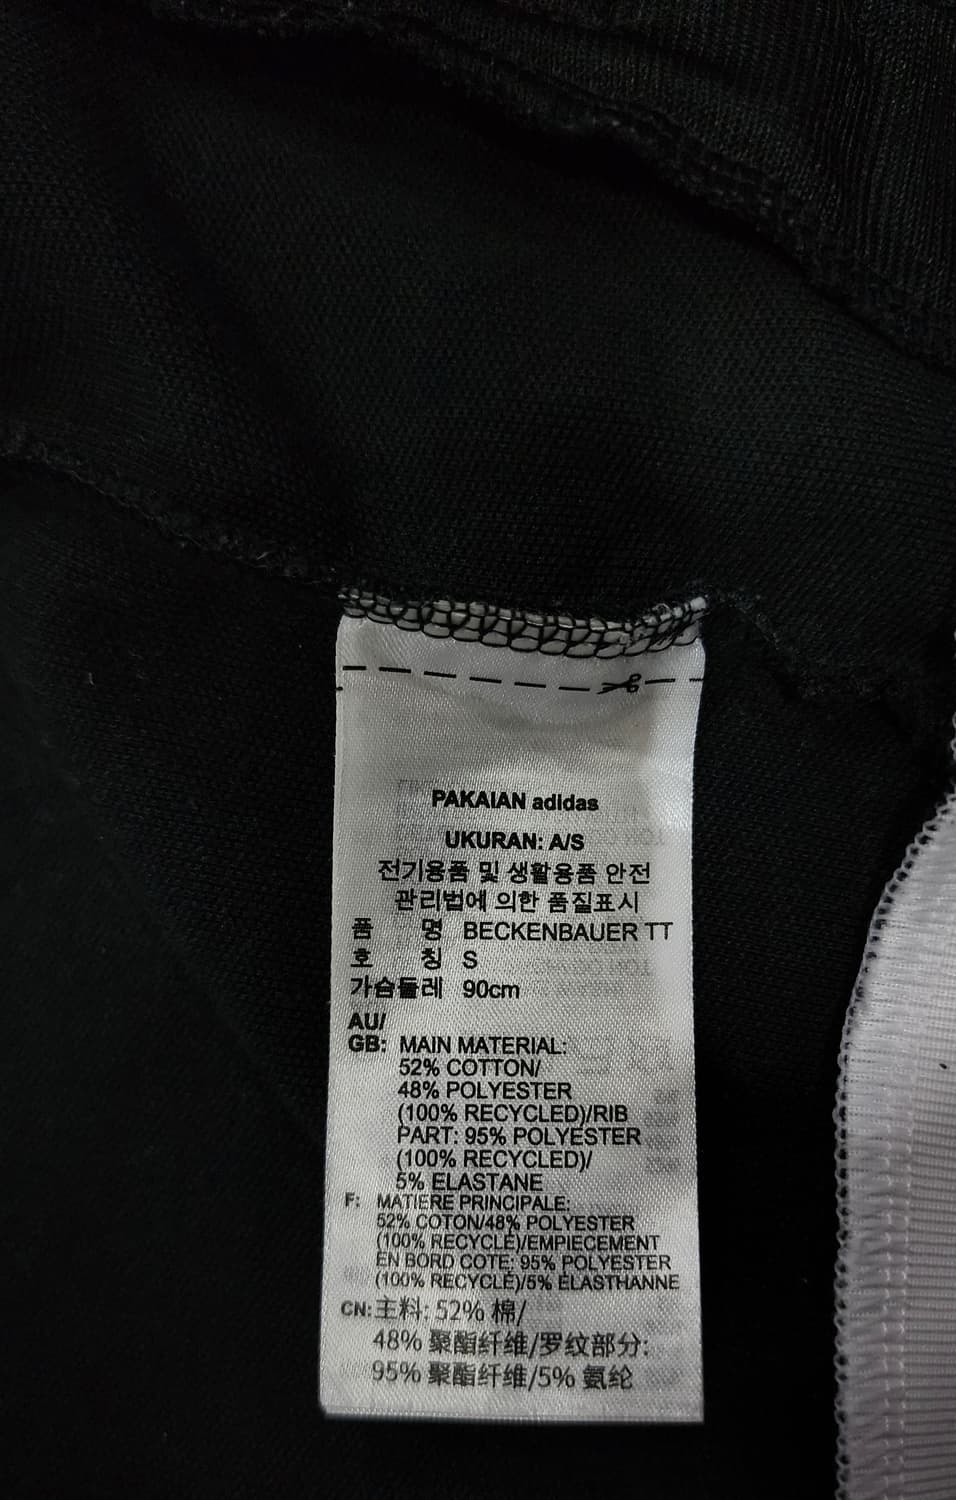 PAKAIAN adidas
UKURAN: A/S
전기용품 및 생활용품 안전
관리법에 의한 품질표시
품 명 BECKENBAUER TT
호 칭 S
가슴둘레 90cm
AU/
GB: MAIN MATERIAL:
52% COTTON/
48% POLYESTER
(100% RECYCLED)/RIB
PART: 95% POLYESTER
(100% RECYCLED)/
5% ELASTANE
F: MATIERE PRINCIPALE:
52% COTON/48% POLYESTER
(100% RECYCLÉ)/EMPIECEMENT
EN BORD COTE: 95% POLYESTER
(100% RECYCLÉ)/5% ELASTHANNE
CN: 主料: 52% 棉/
48% 聚酯纤维/罗纹部分:
95% 聚酯纤维/5% 氨纶